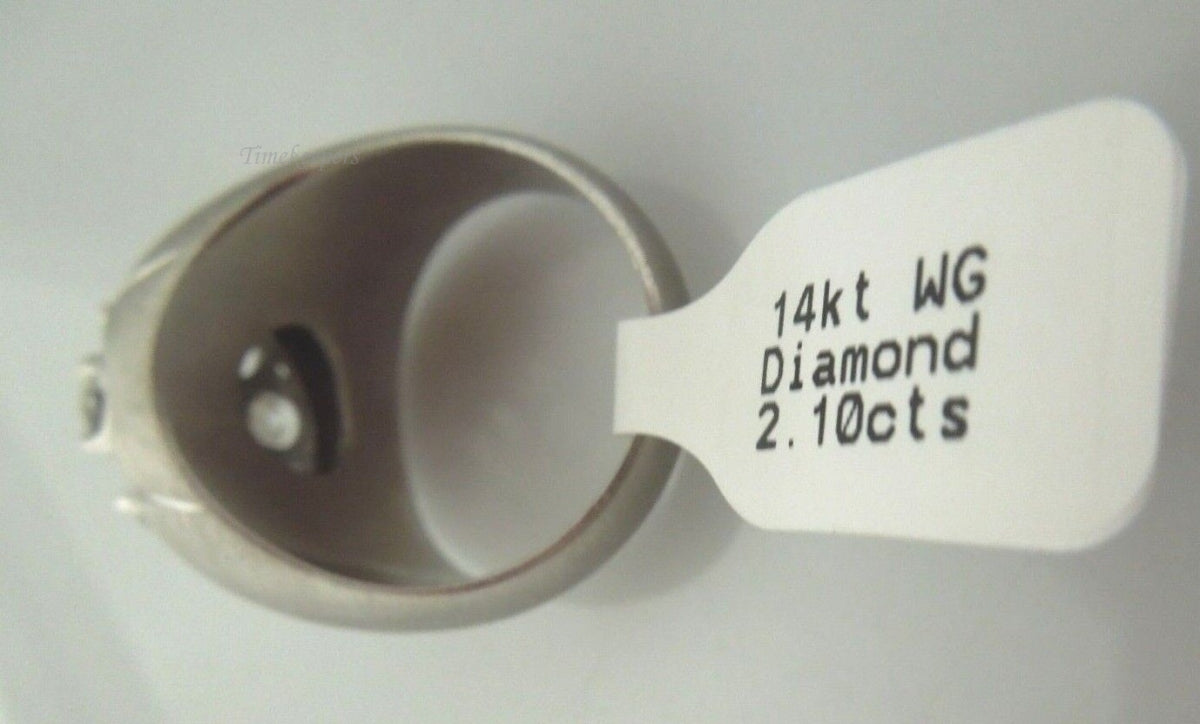 14kt WG
Diamond
2.10cts